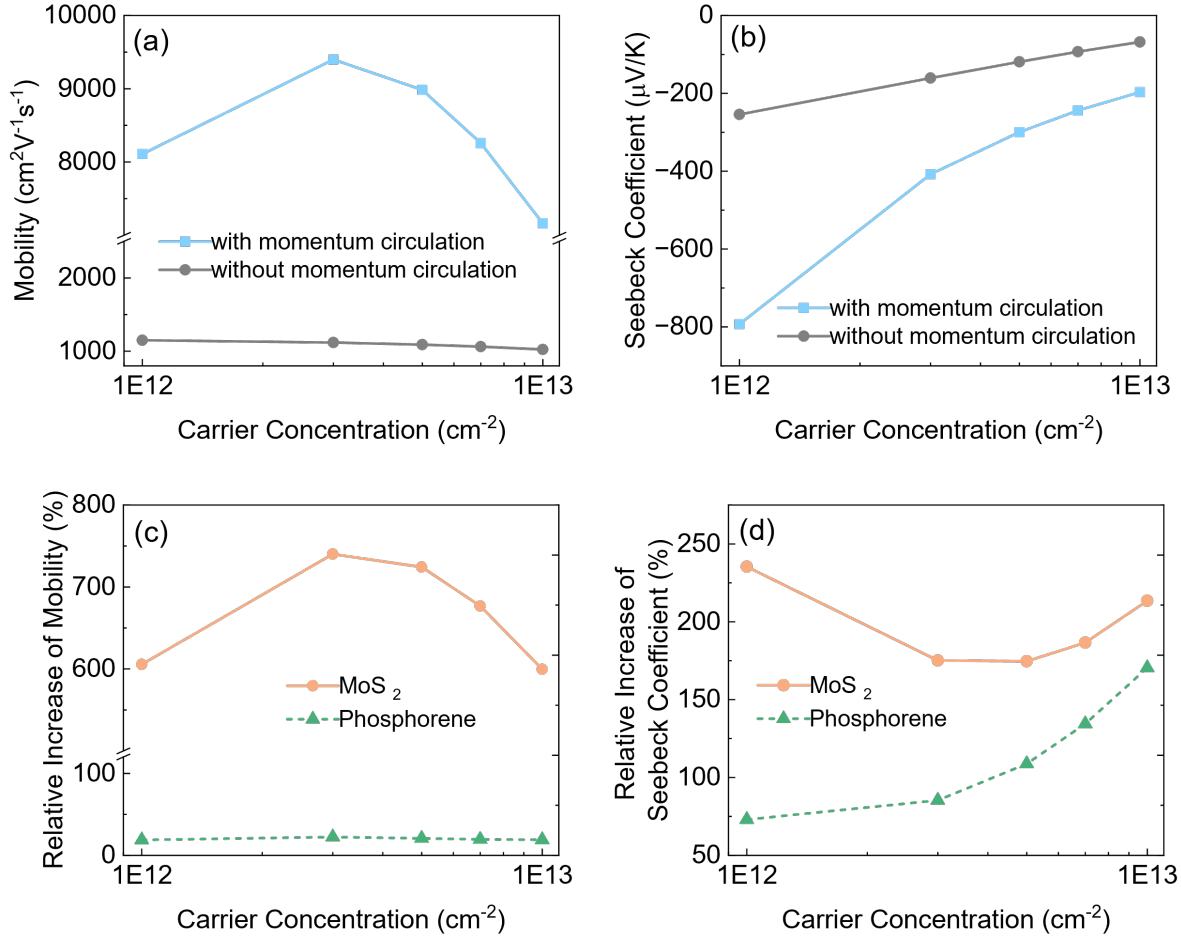 (a)
10000
9000
8000
2000
1000
Mobility (cm²V⁻¹s⁻¹)
with momentum circulation
without momentum circulation
1E12
1E13
Carrier Concentration (cm⁻²)
(b)
0
−200
−400
−600
−800
Seebeck Coefficient (μV/K)
with momentum circulation
without momentum circulation
1E12
1E13
Carrier Concentration (cm⁻²)
(c)
800
700
600
100
0
Relative Increase of Mobility (%)
MoS ₂
Phosphorene
1E12
1E13
Carrier Concentration (cm⁻²)
(d)
250
200
150
100
50
Relative Increase of
Seebeck Coefficient (%)
MoS ₂
Phosphorene
1E12
1E13
Carrier Concentration (cm⁻²)